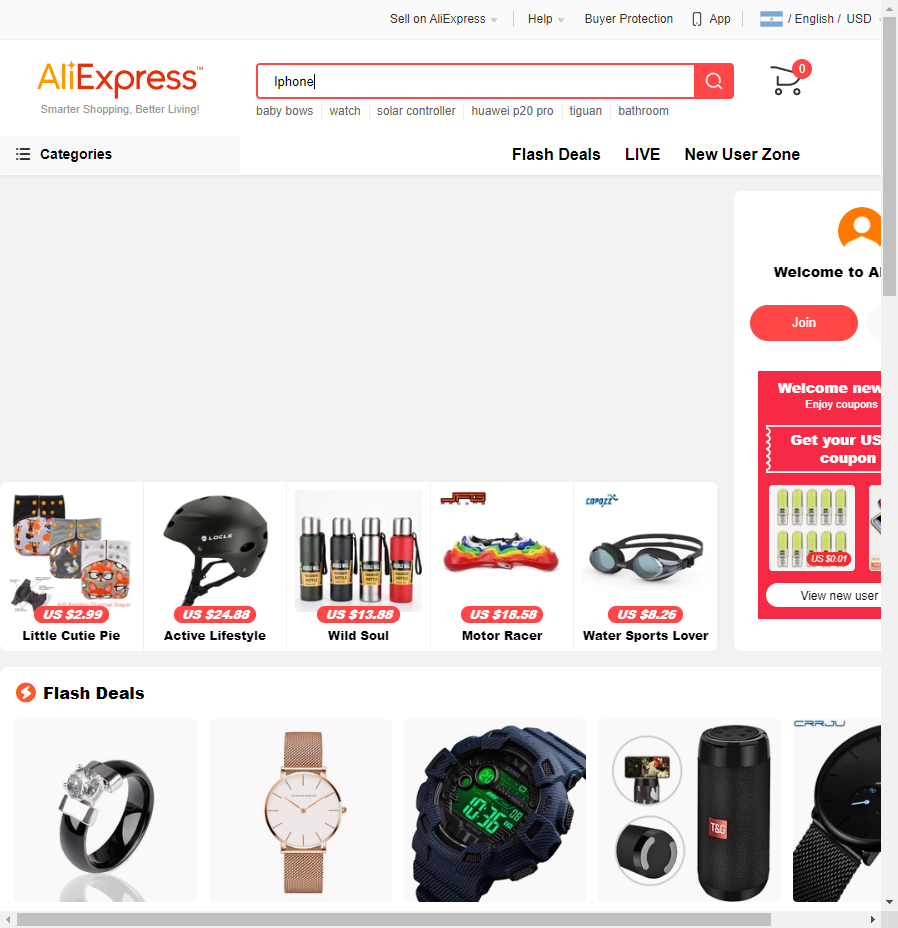 Sell on AliExpress
Help
Buyer Protection
App
/ English / USD
AliExpress™
Smarter Shopping, Better Living!
Iphone
0
baby bows
watch
solar controller
huawei p20 pro
tiguan
bathroom
Categories
Flash Deals
LIVE
New User Zone
Welcome to Al
Join
Welcome new
Enjoy coupons
Get your US
coupon
US $0.01
View new user
LOCLE
JPG
COPOZZ
US $2.99
US $24.88
US $13.88
US $18.58
US $8.26
Little Cutie Pie
Active Lifestyle
Wild Soul
Motor Racer
Water Sports Lover
Flash Deals
10:36
T&G
CRRJU